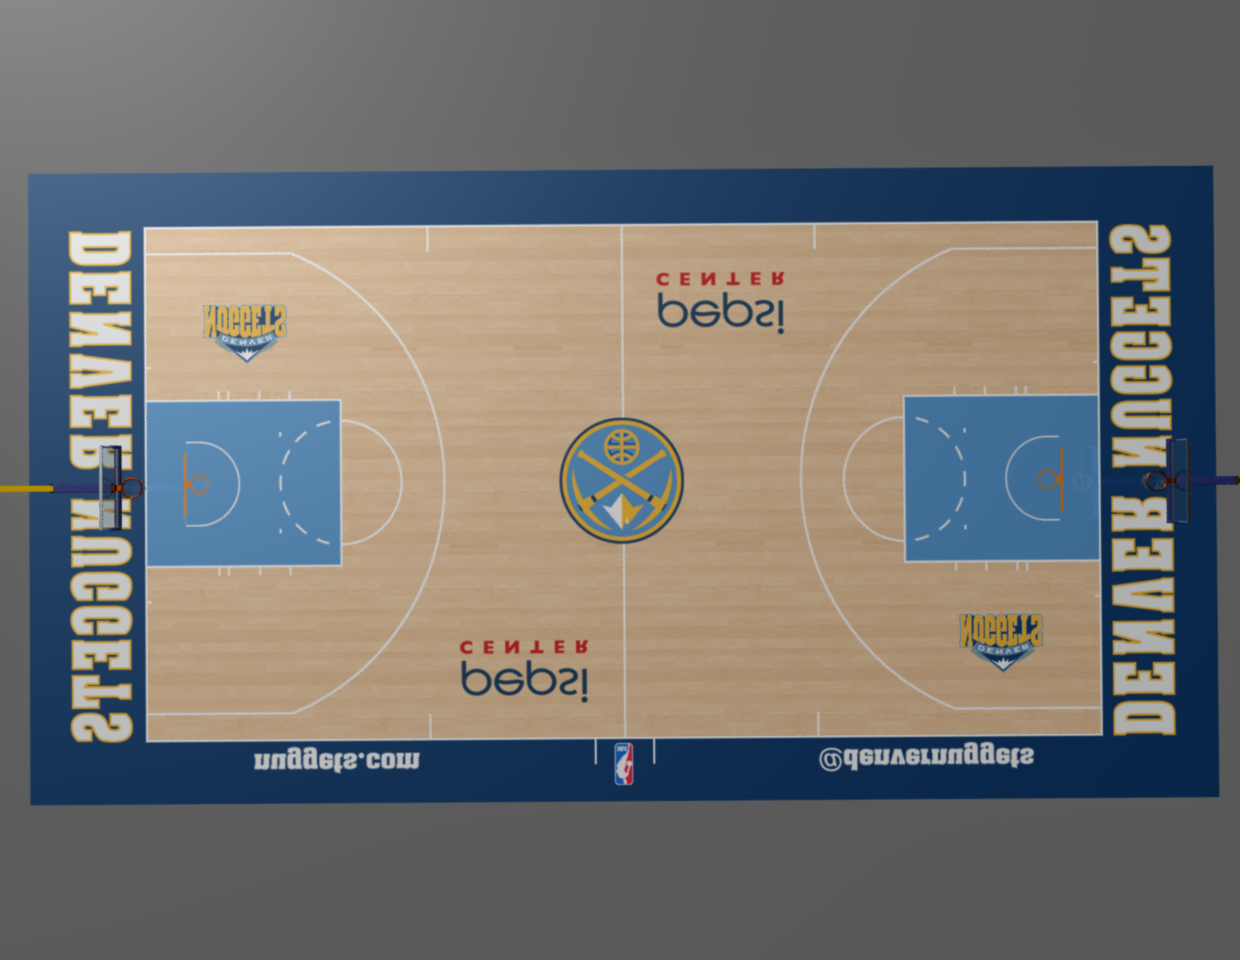 DENVER NUGGETS
NUGGETS
DENVER
CENTER
pepsi
DENVER NUGGETS
CENTER
pepsi
NUGGETS
DENVER
nuggets.com
@denvernuggets